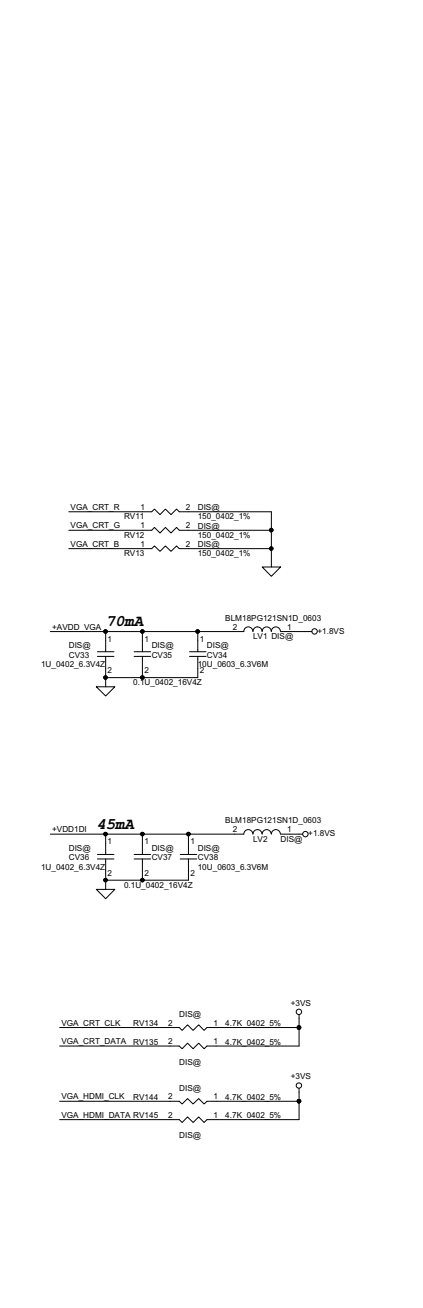 VGA_CRT_R 1 2 DIS@
RV11 150_0402_1%
VGA_CRT_G 1 2 DIS@
RV12 150_0402_1%
VGA_CRT_B 1 2 DIS@
RV13 150_0402_1%
70mA
BLM18PG121SN1D_0603
+AVDD_VGA 2 1 +1.8VS
LV1 DIS@
1 1 1
DIS@ DIS@ DIS@
CV33 CV35 CV34
1U_0402_6.3V4Z 10U_0603_6.3V6M
2 2 2
0.1U_0402_16V4Z
45mA
BLM18PG121SN1D_0603
+VDD1DI 2 1 +1.8VS
LV2 DIS@
1 1 1
DIS@ DIS@ DIS@
CV36 CV37 CV38
1U_0402_6.3V4Z 10U_0603_6.3V6M
2 2 2
0.1U_0402_16V4Z
+3VS
DIS@
VGA_CRT_CLK RV134 2 1 4.7K_0402_5%
VGA_CRT_DATA RV135 2 1 4.7K_0402_5%
DIS@
+3VS
DIS@
VGA_HDMI_CLK RV144 2 1 4.7K_0402_5%
VGA_HDMI_DATA RV145 2 1 4.7K_0402_5%
DIS@